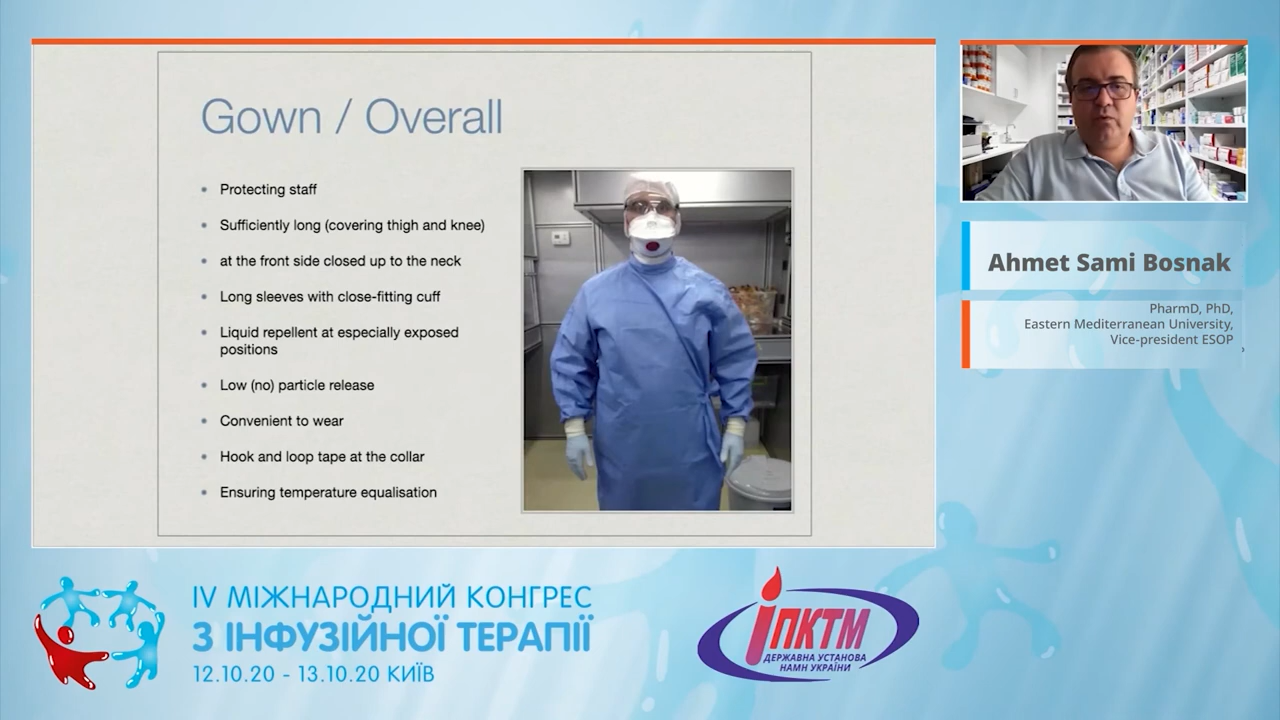 Gown / Overall
• Protecting staff
• Sufficiently long (covering thigh and knee)
• at the front side closed up to the neck
• Long sleeves with close-fitting cuff
• Liquid repellent at especially exposed
positions
• Low (no) particle release
• Convenient to wear
• Hook and loop tape at the collar
• Ensuring temperature equalisation
Ahmet Sami Bosnak
PharmD, PhD,
Eastern Mediterranean University,
Vice-president ESOP
IV МІЖНАРОДНИЙ КОНГРЕС
З ІНФУЗІЙНОЇ ТЕРАПІЇ
12.10.20 - 13.10.20 КИЇВ
ІПКТМ
ДЕРЖАВНА УСТАНОВА
НАМН УКРАЇНИ